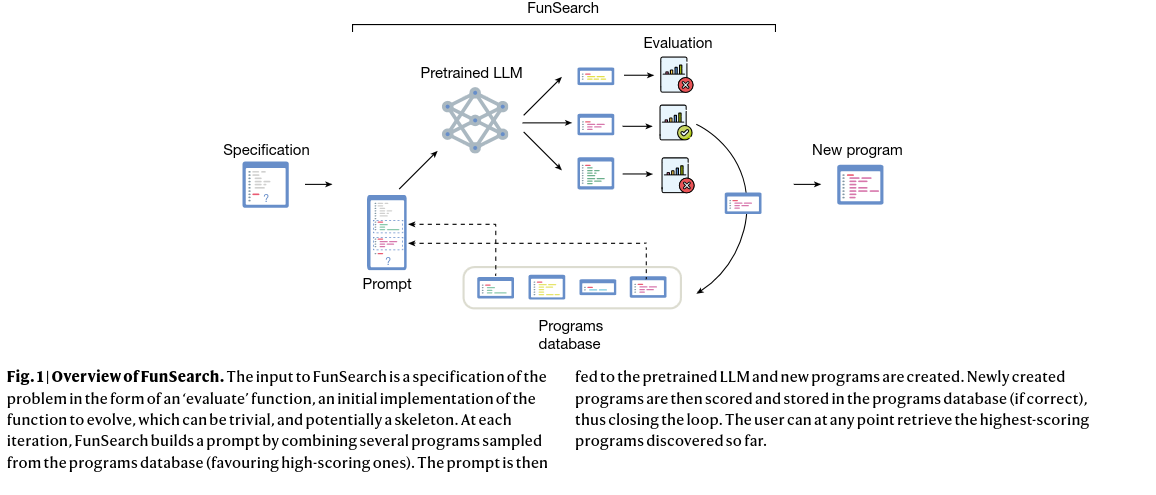 FunSearch
Evaluation
Pretrained LLM
Specification
New program
?
?
Prompt
Programs
database
Fig. 1 | Overview of FunSearch. The input to FunSearch is a specification of the
problem in the form of an ‘evaluate’ function, an initial implementation of the
function to evolve, which can be trivial, and potentially a skeleton. At each
iteration, FunSearch builds a prompt by combining several programs sampled
from the programs database (favouring high-scoring ones). The prompt is then
fed to the pretrained LLM and new programs are created. Newly created
programs are then scored and stored in the programs database (if correct),
thus closing the loop. The user can at any point retrieve the highest-scoring
programs discovered so far.